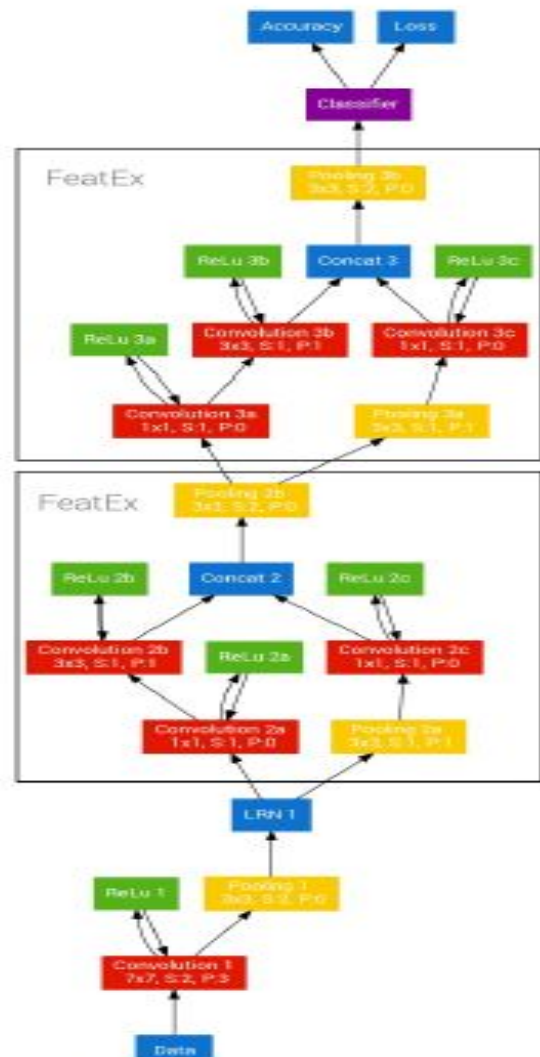 Accuracy
Loss
Classifier
FeatEx
Pooling 3b
3x3, S:2, P:0
ReLu 3b
Concat 3
ReLu 3c
ReLu 3a
Convolution 3b
3x3, S:1, P:1
Convolution 3c
1x1, S:1, P:0
Convolution 3a
1x1, S:1, P:0
Pooling 3a
3x3, S:1, P:1
FeatEx
Pooling 2b
3x3, S:2, P:0
ReLu 2b
Concat 2
ReLu 2c
Convolution 2b
3x3, S:1, P:1
ReLu 2a
Convolution 2c
1x1, S:1, P:0
Convolution 2a
1x1, S:1, P:0
Pooling 2a
3x3, S:1, P:1
LRN 1
ReLu 1
Pooling 1
3x3, S:2, P:0
Convolution 1
7x7, S:2, P:3
Data